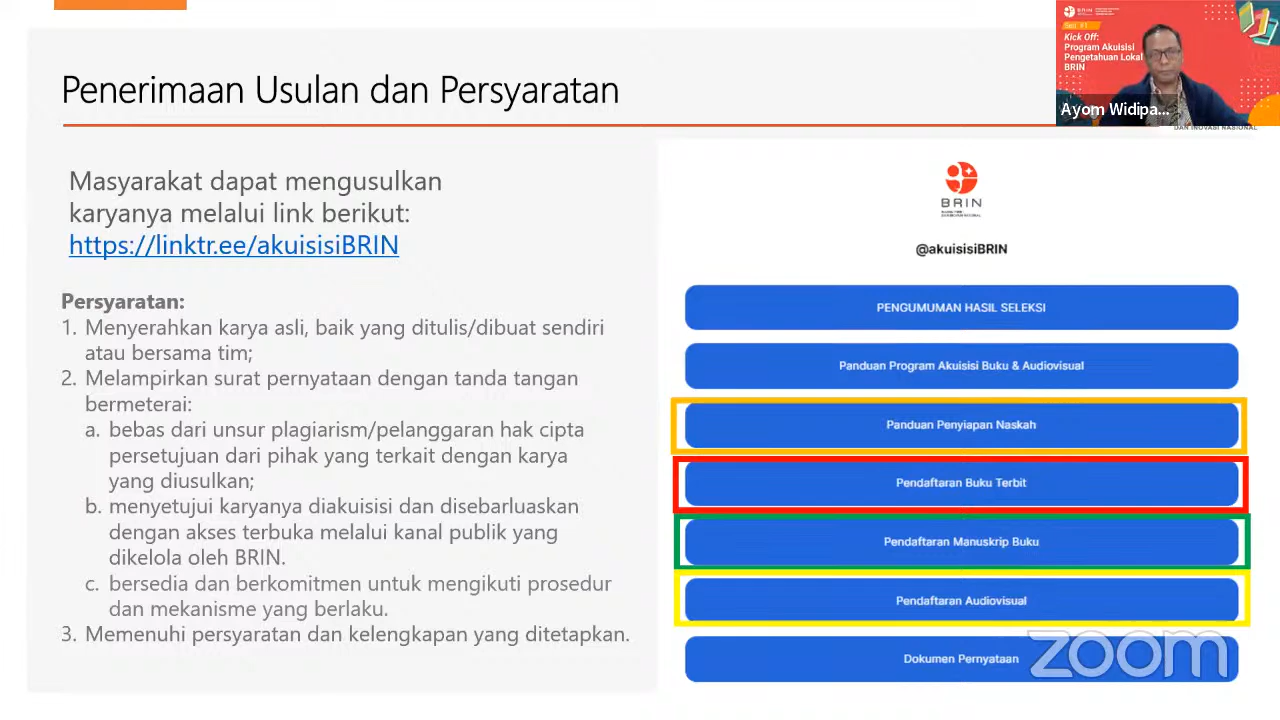 Penerimaan Usulan dan Persyaratan
Masyarakat dapat mengusulkan
karyanya melalui link berikut:
https://linktr.ee/akuisisiBRIN
Persyaratan:
1. Menyerahkan karya asli, baik yang ditulis/dibuat sendiri
atau bersama tim;
2. Melampirkan surat pernyataan dengan tanda tangan
bermeterai:
a. bebas dari unsur plagiarism/pelanggaran hak cipta
persetujuan dari pihak yang terkait dengan karya
yang diusulkan;
b. menyetujui karyanya diakuisisi dan disebarluaskan
dengan akses terbuka melalui kanal publik yang
dikelola oleh BRIN.
c. bersedia dan berkomitmen untuk mengikuti prosedur
dan mekanisme yang berlaku.
3. Memenuhi persyaratan dan kelengkapan yang ditetapkan.
BRIN
Kick Off:
Program Akuisisi
Pengetahuan Lokal
BRIN
Ayom Widipa...
DAN INOVASI NASIONAL
BRIN
@akuisisiBRIN
PENGUMUMAN HASIL SELEKSI
Panduan Program Akuisisi Buku & Audiovisual
Panduan Penyiapan Naskah
Pendaftaran Buku Terbit
Pendaftaran Manuskrip Buku
Pendaftaran Audiovisual
Dokumen Pernyataan
zoom